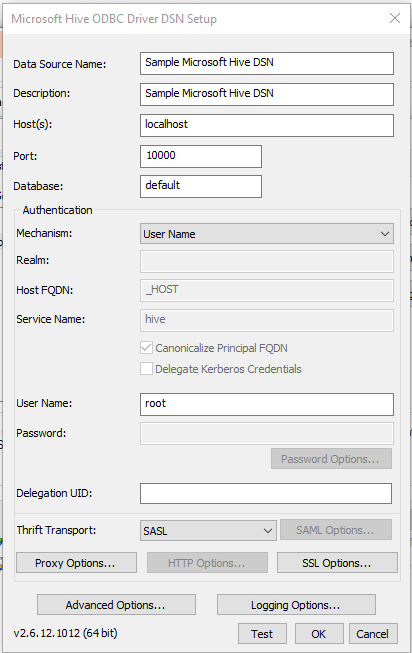 Microsoft Hive ODBC Driver DSN Setup
Data Source Name: Sample Microsoft Hive DSN
Description: Sample Microsoft Hive DSN
Host(s): localhost
Port: 10000
Database: default
Authentication
Mechanism: User Name
Realm:
Host FQDN: _HOST
Service Name: hive
Canonicalize Principal FQDN
Delegate Kerberos Credentials
User Name: root
Password:
Password Options...
Delegation UID:
Thrift Transport: SASL SAML Options...
Proxy Options... HTTP Options... SSL Options...
Advanced Options... Logging Options...
v2.6.12.1012 (64 bit) Test OK Cancel